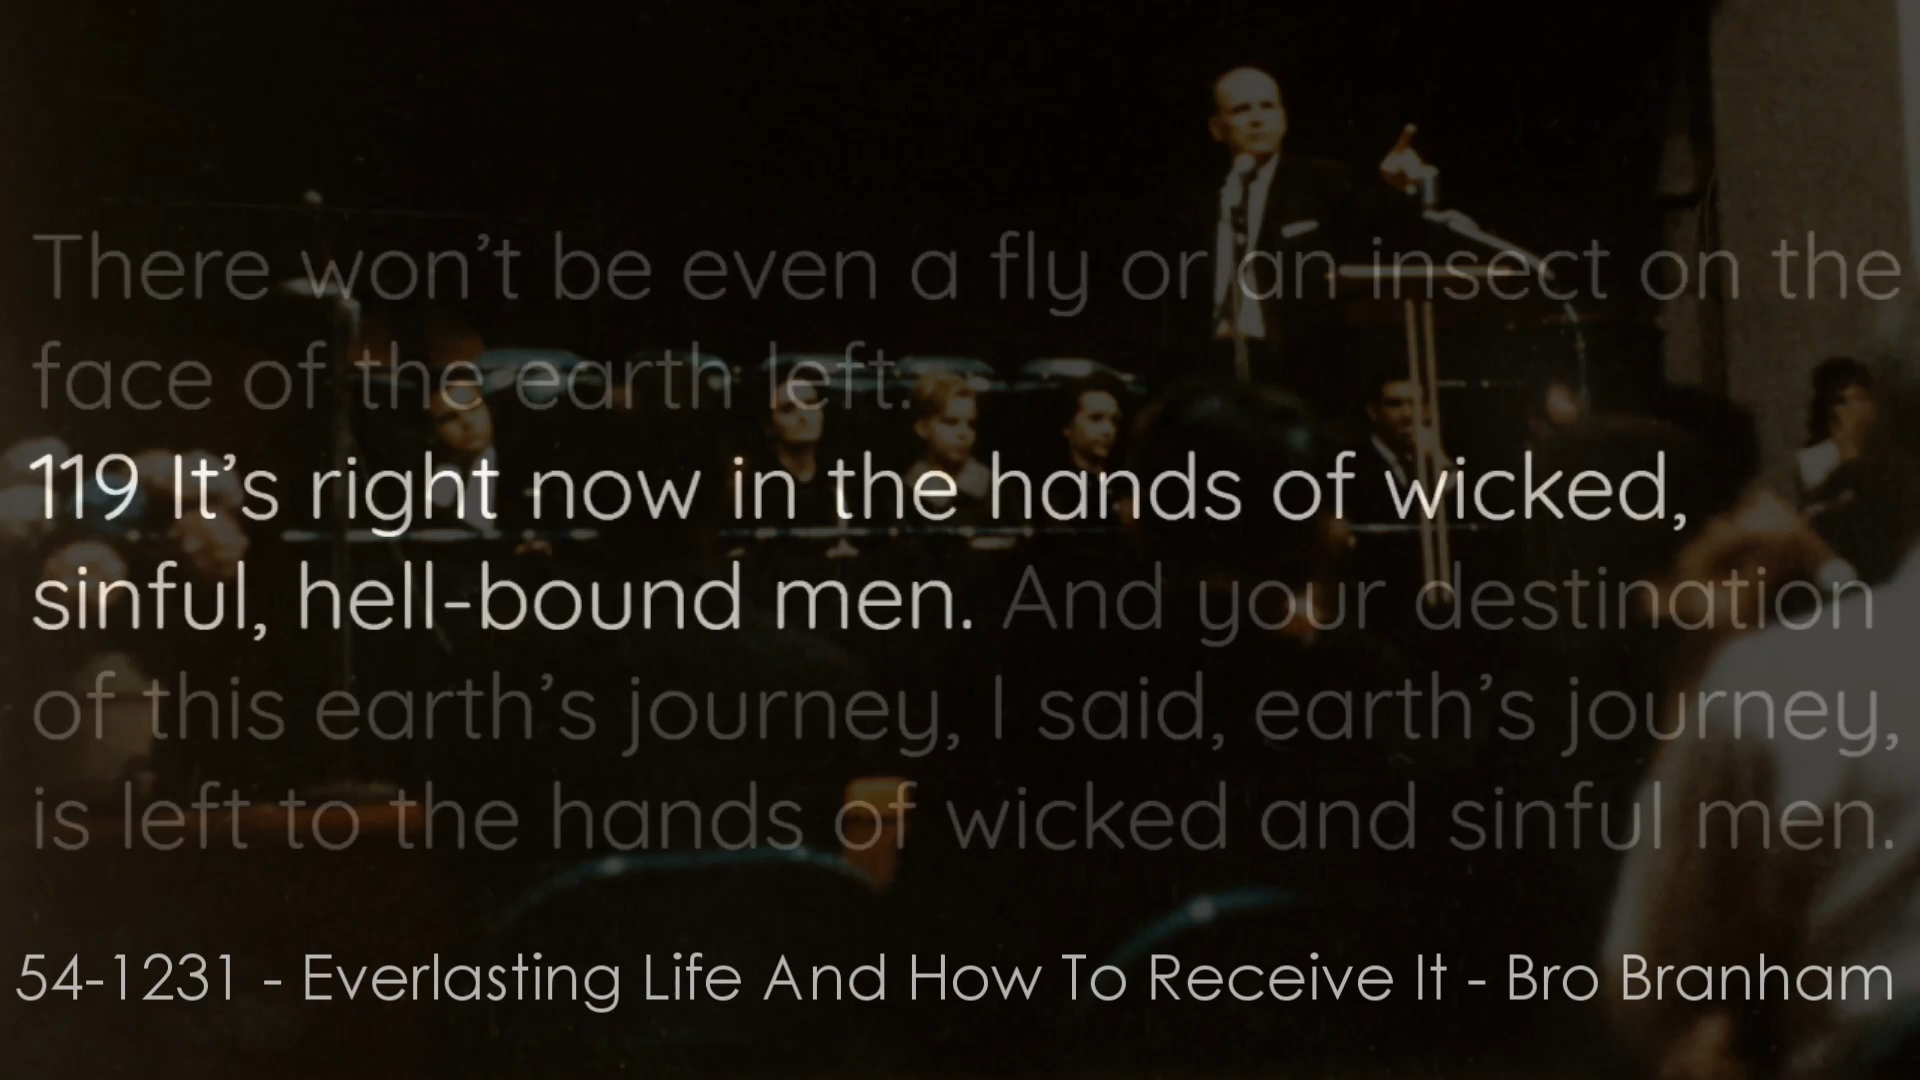 There won’t be even a fly or an insect on the
face of the earth left.
119 It’s right now in the hands of wicked,
sinful, hell-bound men. And your destination
of this earth’s journey, I said, earth’s journey,
is left to the hands of wicked and sinful men.
54-1231 - Everlasting Life And How To Receive It - Bro Branham